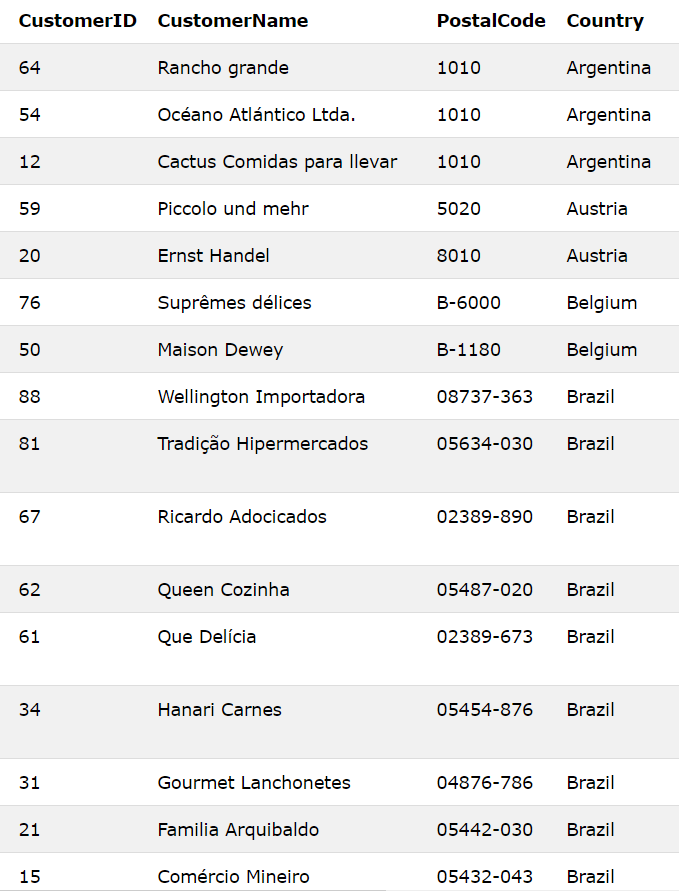 CustomerID CustomerName PostalCode Country
64 Rancho grande 1010 Argentina
54 Océano Atlántico Ltda. 1010 Argentina
12 Cactus Comidas para llevar 1010 Argentina
59 Piccolo und mehr 5020 Austria
20 Ernst Handel 8010 Austria
76 Suprêmes délices B-6000 Belgium
50 Maison Dewey B-1180 Belgium
88 Wellington Importadora 08737-363 Brazil
81 Tradição Hipermercados 05634-030 Brazil
67 Ricardo Adocicados 02389-890 Brazil
62 Queen Cozinha 05487-020 Brazil
61 Que Delícia 02389-673 Brazil
34 Hanari Carnes 05454-876 Brazil
31 Gourmet Lanchonetes 04876-786 Brazil
21 Familia Arquibaldo 05442-030 Brazil
15 Comércio Mineiro 05432-043 Brazil